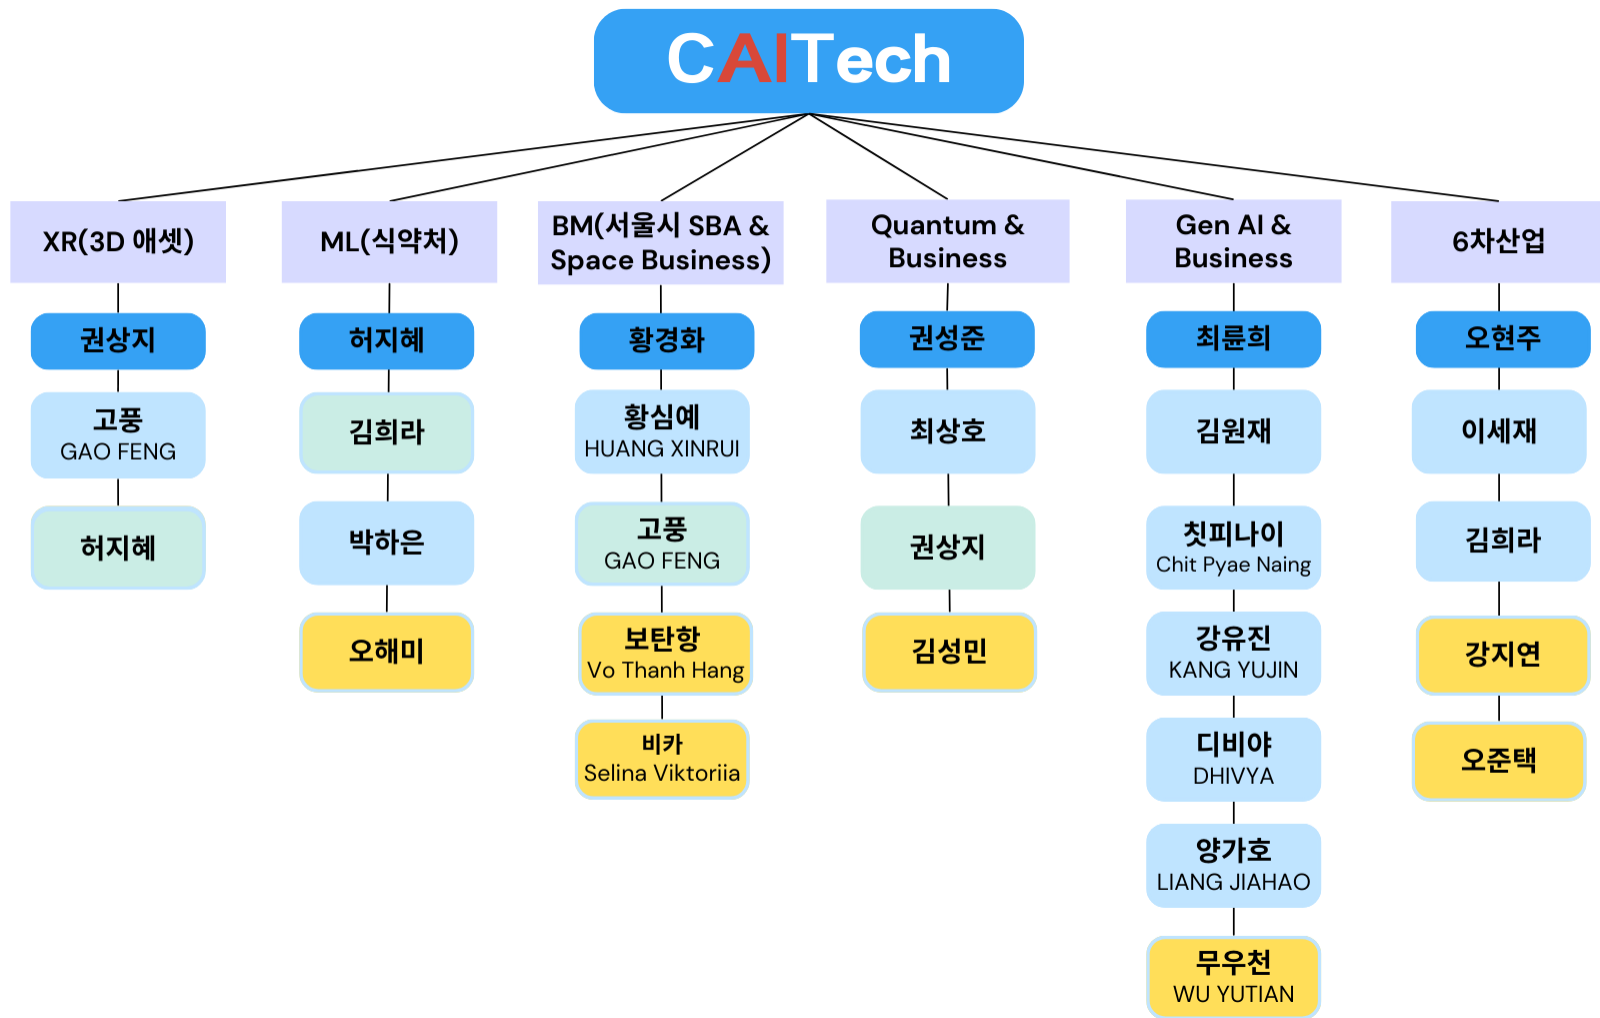 CAITech
XR(3D 애셋)
권상지
고풍
GAO FENG
허지혜
ML(식약처)
허지혜
김희라
박하은
오해미
BM(서울시 SBA &
Space Business)
황경화
황심예
HUANG XINRUI
고풍
GAO FENG
보탄항
Vo Thanh Hang
비카
Selina Viktoriia
Quantum &
Business
권성준
최상호
권상지
김성민
Gen AI &
Business
최륜희
김원재
칫피나이
Chit Pyae Naing
강유진
KANG YUJIN
디비야
DHIVYA
양가호
LIANG JIAHAO
무우천
WU YUTIAN
6차산업
오현주
이세재
김희라
강지연
오준택